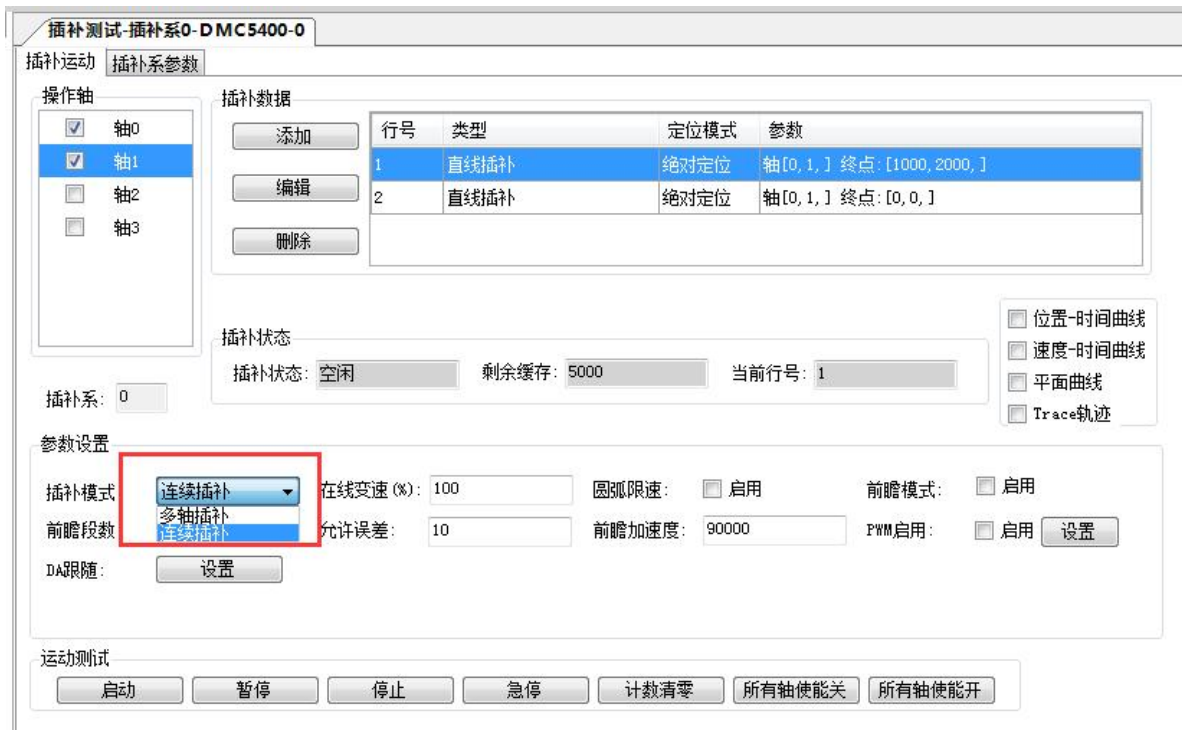 插补测试-插补系0-DMC5400-0
插补运动 插补系参数
操作轴
轴0
轴1
轴2
轴3
插补数据
添加
编辑
删除
行号 类型 定位模式 参数
1 直线插补 绝对定位 轴[0,1,] 终点:[1000,2000,]
2 直线插补 绝对定位 轴[0,1,] 终点:[0,0,]
插补状态
插补状态: 空闲 剩余缓存: 5000 当前行号: 1
位置-时间曲线
速度-时间曲线
平面曲线
Trace轨迹
插补系: 0
参数设置
插补模式 连续插补 在线变速(%): 100 圆弧限速: 启用 前瞻模式: 启用
多轴插补
连续插补
前瞻段数 允许误差: 10 前瞻加速度: 90000 PWM启用: 启用 设置
DA跟随: 设置
运动测试
启动 暂停 停止 急停 计数清零 所有轴使能关 所有轴使能开